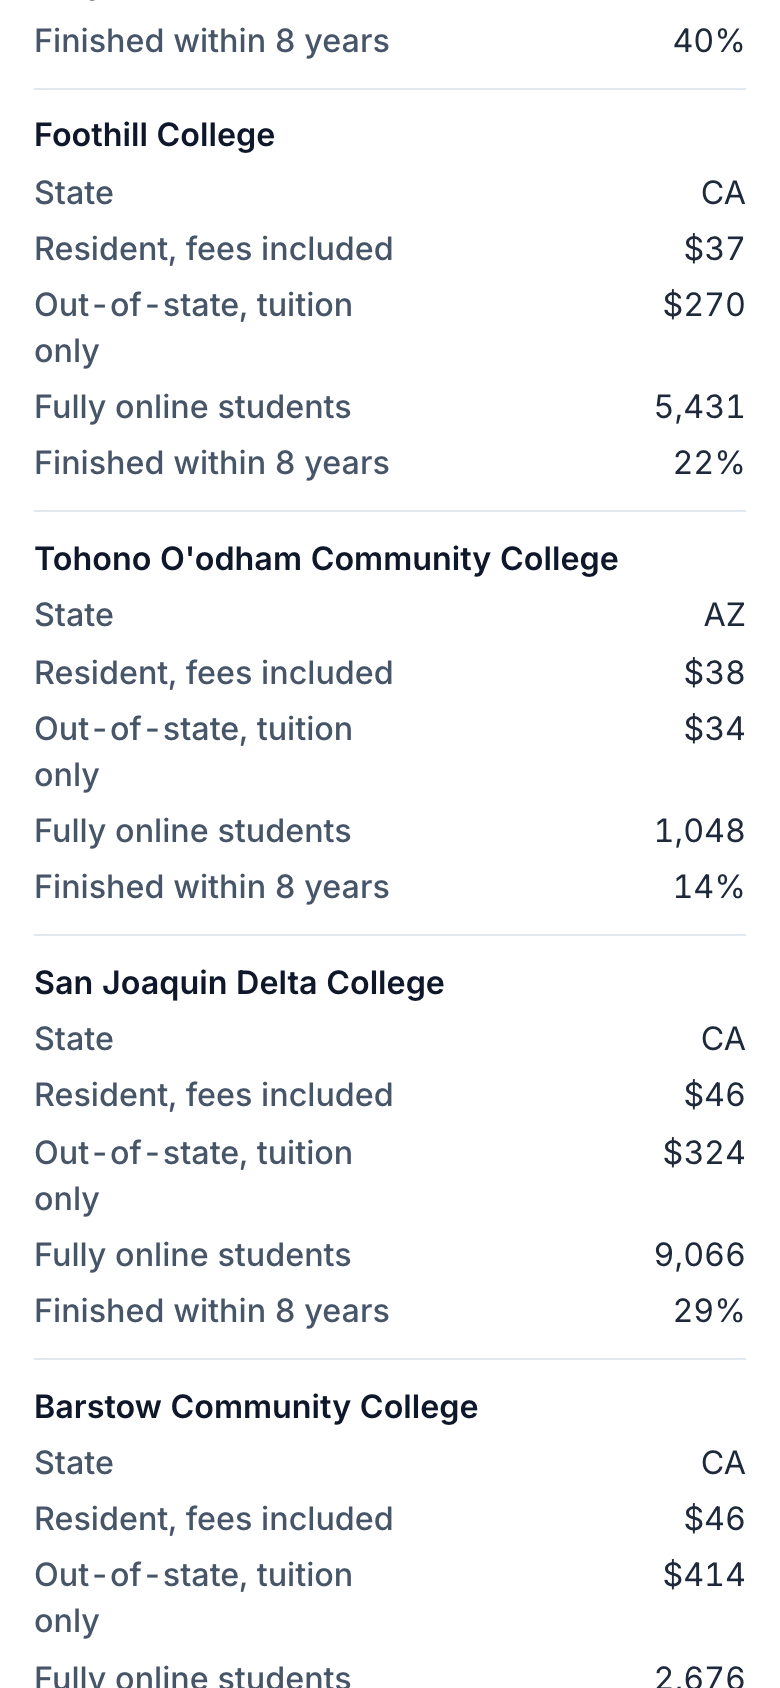 Finished within 8 years 40%
Foothill College
State CA
Resident, fees included $37
Out-of-state, tuition $270
only
Fully online students 5,431
Finished within 8 years 22%
Tohono O'odham Community College
State AZ
Resident, fees included $38
Out-of-state, tuition $34
only
Fully online students 1,048
Finished within 8 years 14%
San Joaquin Delta College
State CA
Resident, fees included $46
Out-of-state, tuition $324
only
Fully online students 9,066
Finished within 8 years 29%
Barstow Community College
State CA
Resident, fees included $46
Out-of-state, tuition $414
only
Fully online students 2,676